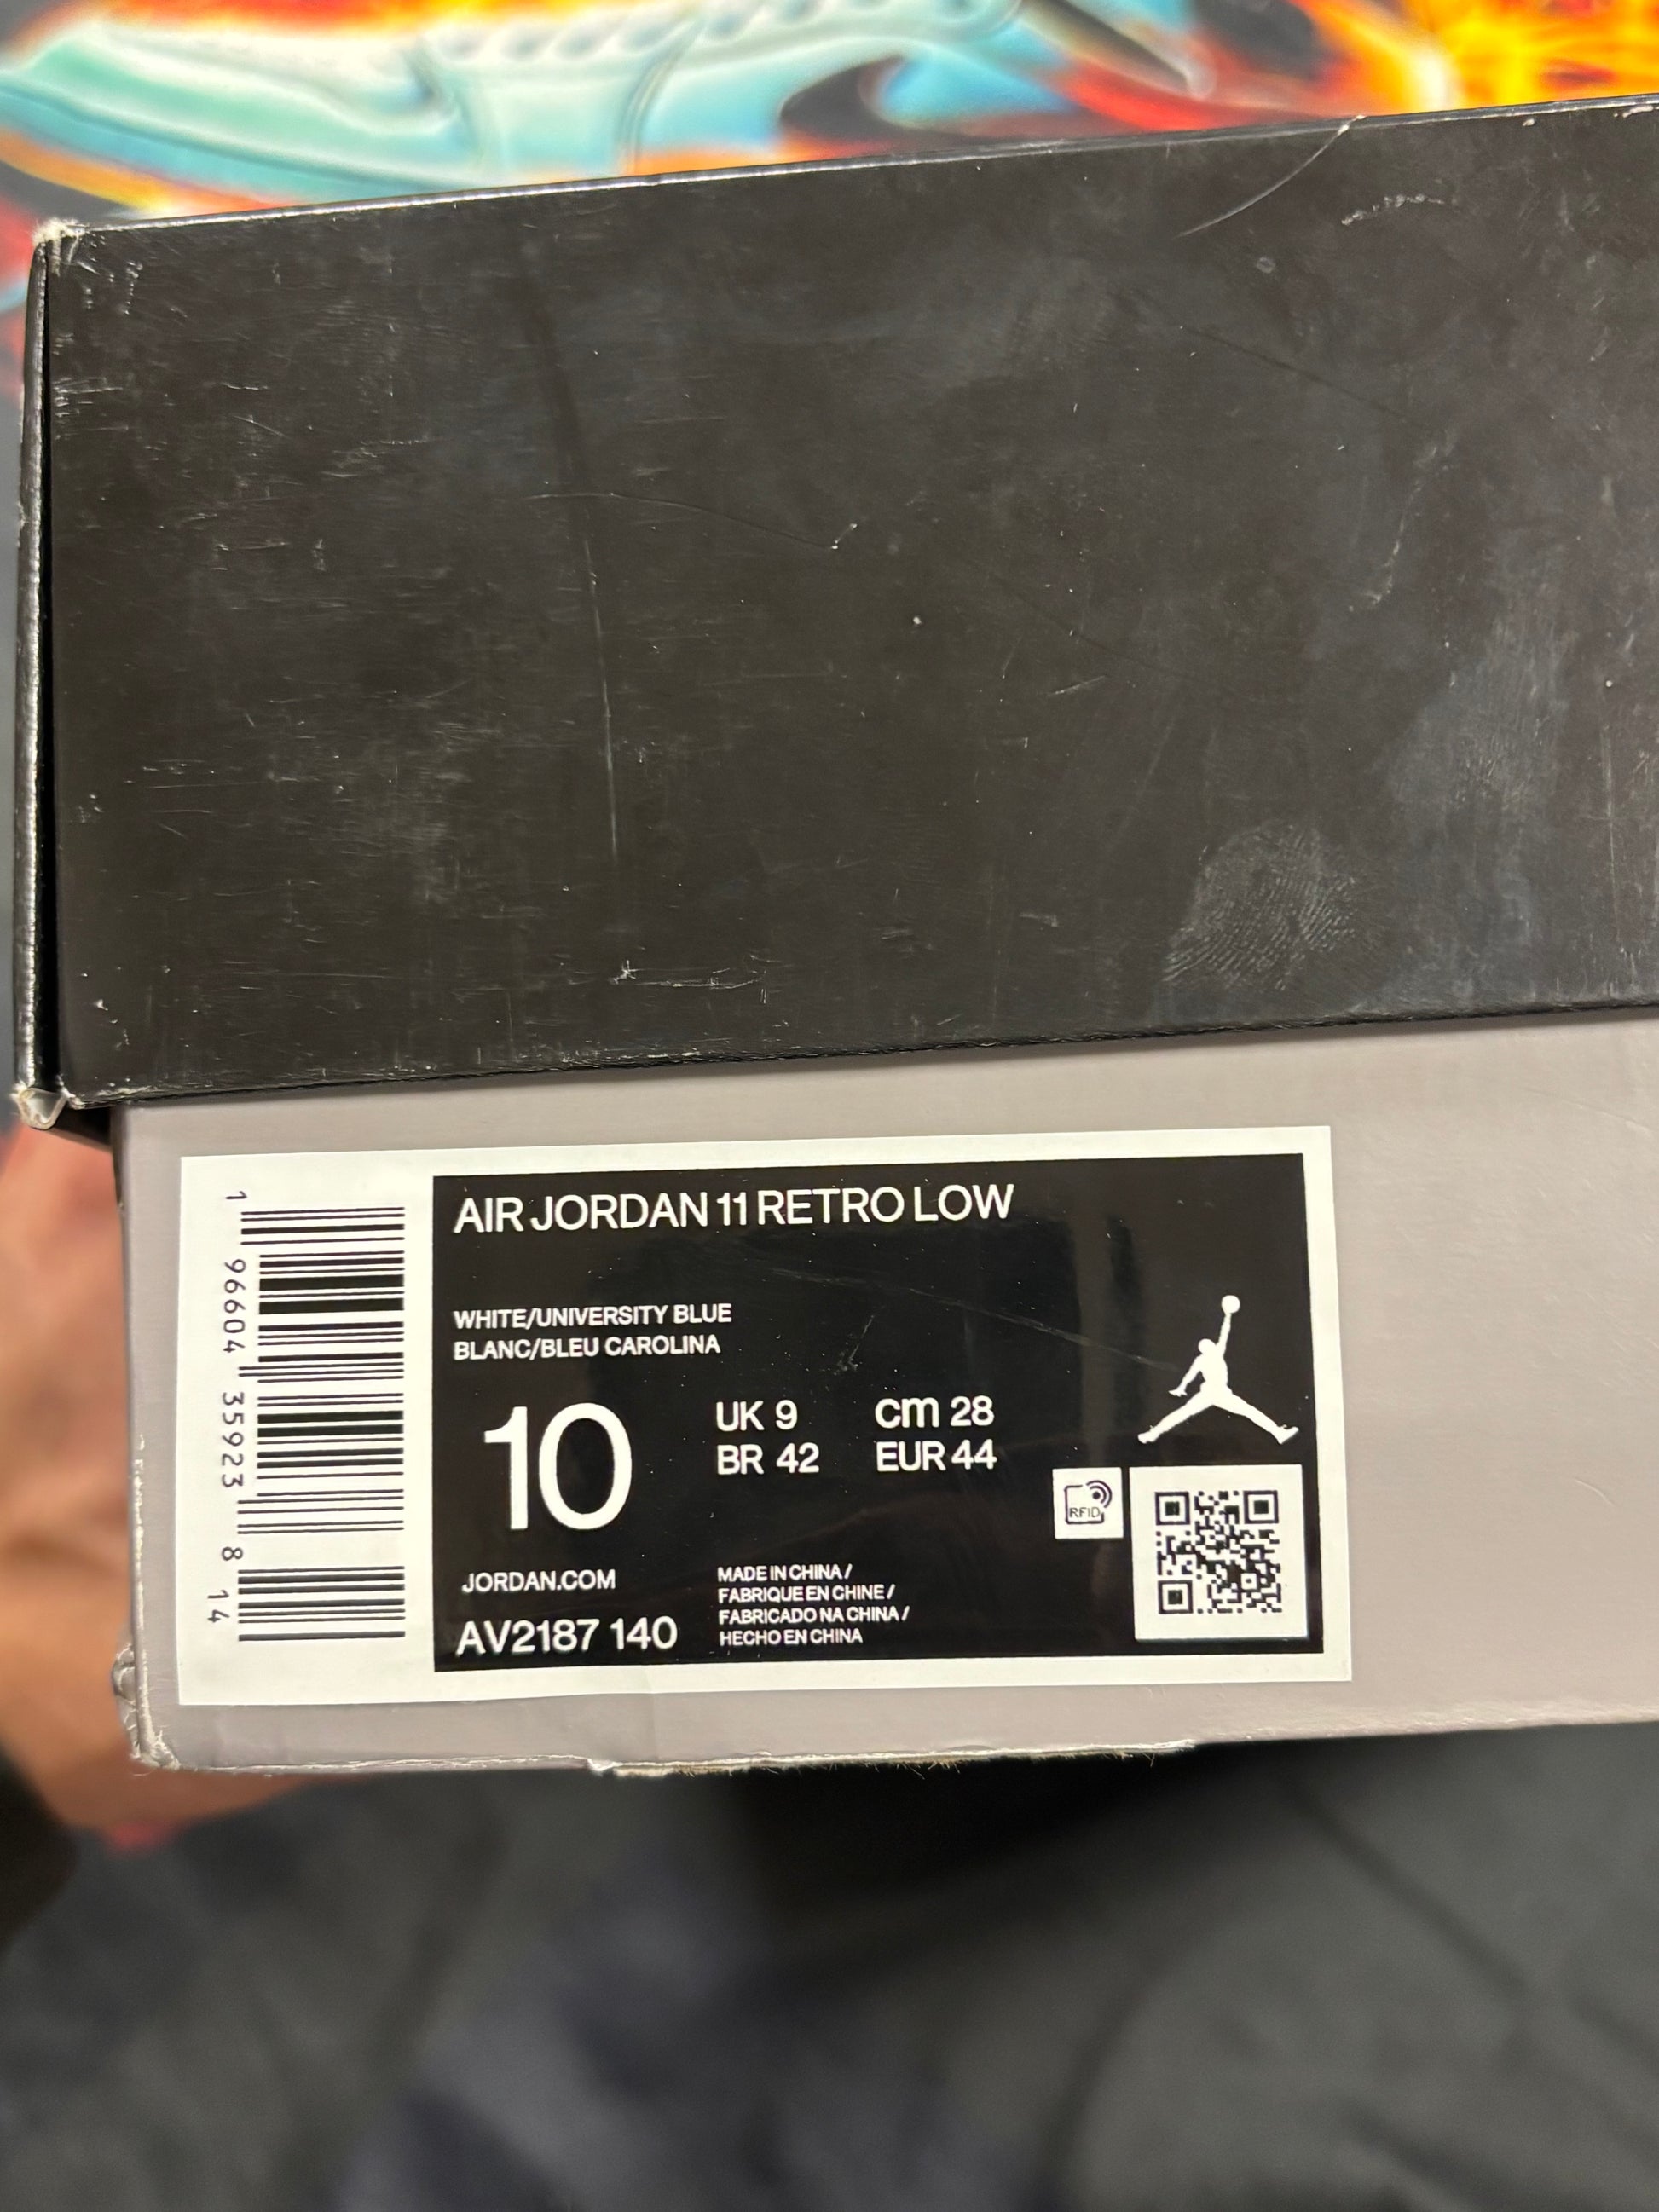 AIR JORDAN 11 RETRO LOW
WHITE/UNIVERSITY BLUE
BLANC/BLEU CAROLINA
10
UK 9 cm 28
BR 42 EUR 44
RFID
JORDAN.COM
AV2187 140
MADE IN CHINA /
FABRIQUE EN CHINE /
FABRICADO NA CHINA /
HECHO EN CHINA
1 96604 35923 8 14